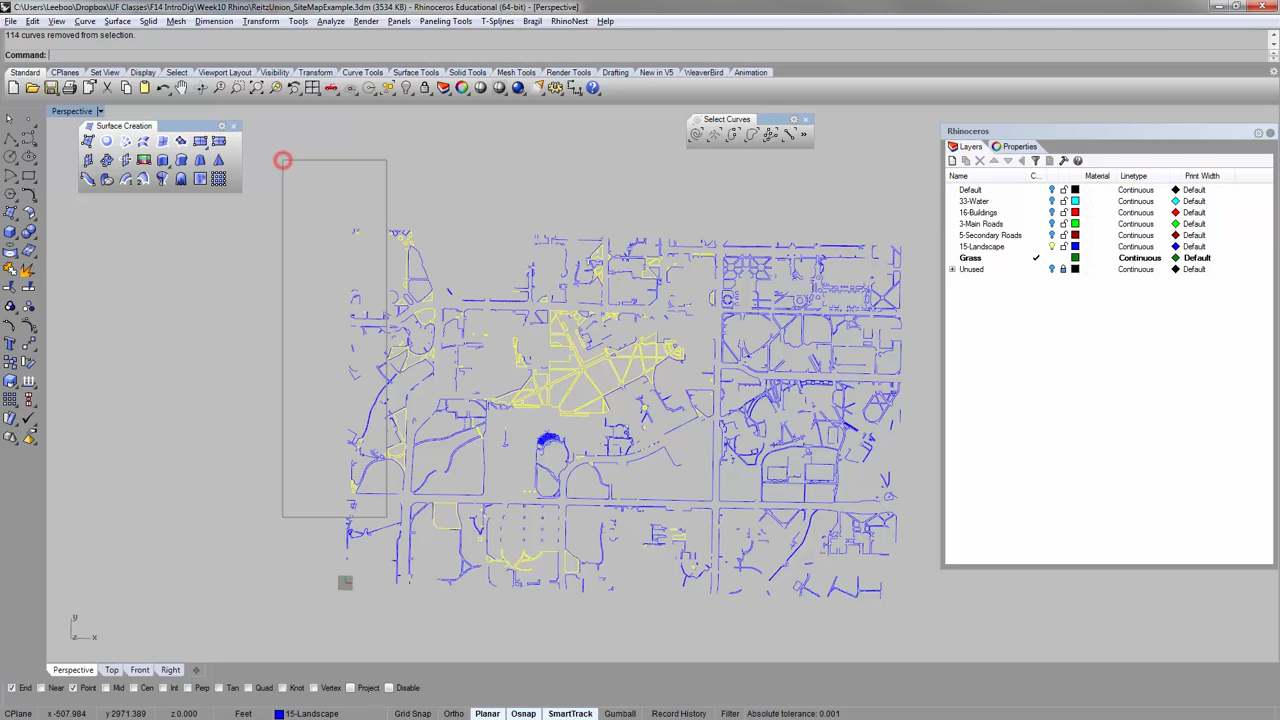 C:\Users\Leeboo\Dropbox\UF Classes\F14 IntroDig\Week10 Rhino\ReitzUnion_SiteMapExample.3dm (3534 KB) - Rhinoceros Educational (64-bit) - [Perspective]
File Edit View Curve Surface Solid Mesh Dimension Transform Tools Analyze Render Panels Paneling Tools T-Splines Brazil RhinoNest Help
114 curves removed from selection.
Command:
Standard CPlanes Set View Display Select Viewport Layout Visibility Transform Curve Tools Surface Tools Solid Tools Mesh Tools Render Tools Drafting New in V5 WeaverBird Animation
Perspective
Surface Creation
Select Curves
Rhinoceros
Layers Properties
Name C... Material Linetype Print Width
Default Continuous Default
33-Water Continuous Default
16-Buildings Continuous Default
3-Main Roads Continuous Default
5-Secondary Roads Continuous Default
15-Landscape Continuous Default
Grass Continuous Default
Unused Continuous Default
y
z x
Perspective Top Front Right
End Near Point Mid Cen Int Perp Tan Quad Knot Vertex Project Disable
CPlane x -507.984 y 2971.389 z 0.000 Feet 15-Landscape Grid Snap Ortho Planar Osnap SmartTrack Gumball Record History Filter Absolute tolerance: 0.001